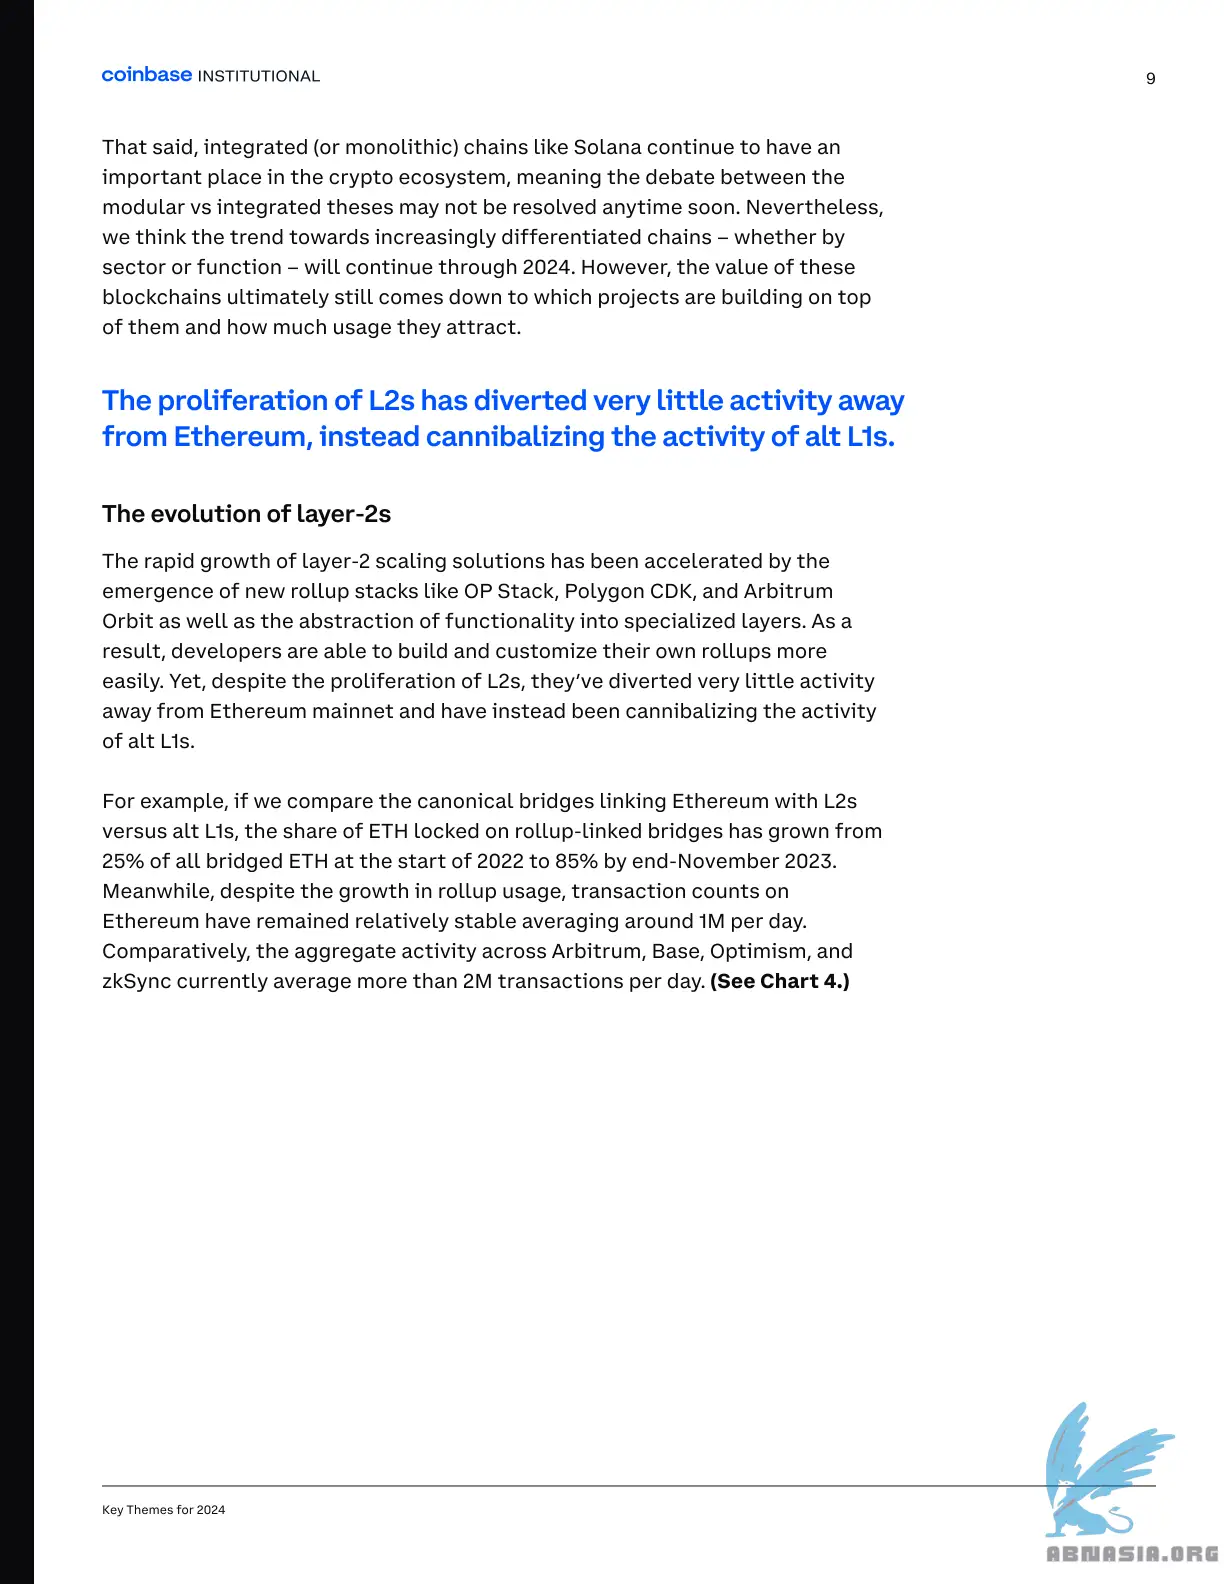 coinbase INSTITUTIONAL
9
That said, integrated (or monolithic) chains like Solana continue to have an
important place in the crypto ecosystem, meaning the debate between the
modular vs integrated theses may not be resolved anytime soon. Nevertheless,
we think the trend towards increasingly differentiated chains – whether by
sector or function – will continue through 2024. However, the value of these
blockchains ultimately still comes down to which projects are building on top
of them and how much usage they attract.
The proliferation of L2s has diverted very little activity away
from Ethereum, instead cannibalizing the activity of alt L1s.
The evolution of layer-2s
The rapid growth of layer-2 scaling solutions has been accelerated by the
emergence of new rollup stacks like OP Stack, Polygon CDK, and Arbitrum
Orbit as well as the abstraction of functionality into specialized layers. As a
result, developers are able to build and customize their own rollups more
easily. Yet, despite the proliferation of L2s, they’ve diverted very little activity
away from Ethereum mainnet and have instead been cannibalizing the activity
of alt L1s.
For example, if we compare the canonical bridges linking Ethereum with L2s
versus alt L1s, the share of ETH locked on rollup-linked bridges has grown from
25% of all bridged ETH at the start of 2022 to 85% by end-November 2023.
Meanwhile, despite the growth in rollup usage, transaction counts on
Ethereum have remained relatively stable averaging around 1M per day.
Comparatively, the aggregate activity across Arbitrum, Base, Optimism, and
zkSync currently average more than 2M transactions per day. (See Chart 4.)
Key Themes for 2024
ABNASIA.ORG